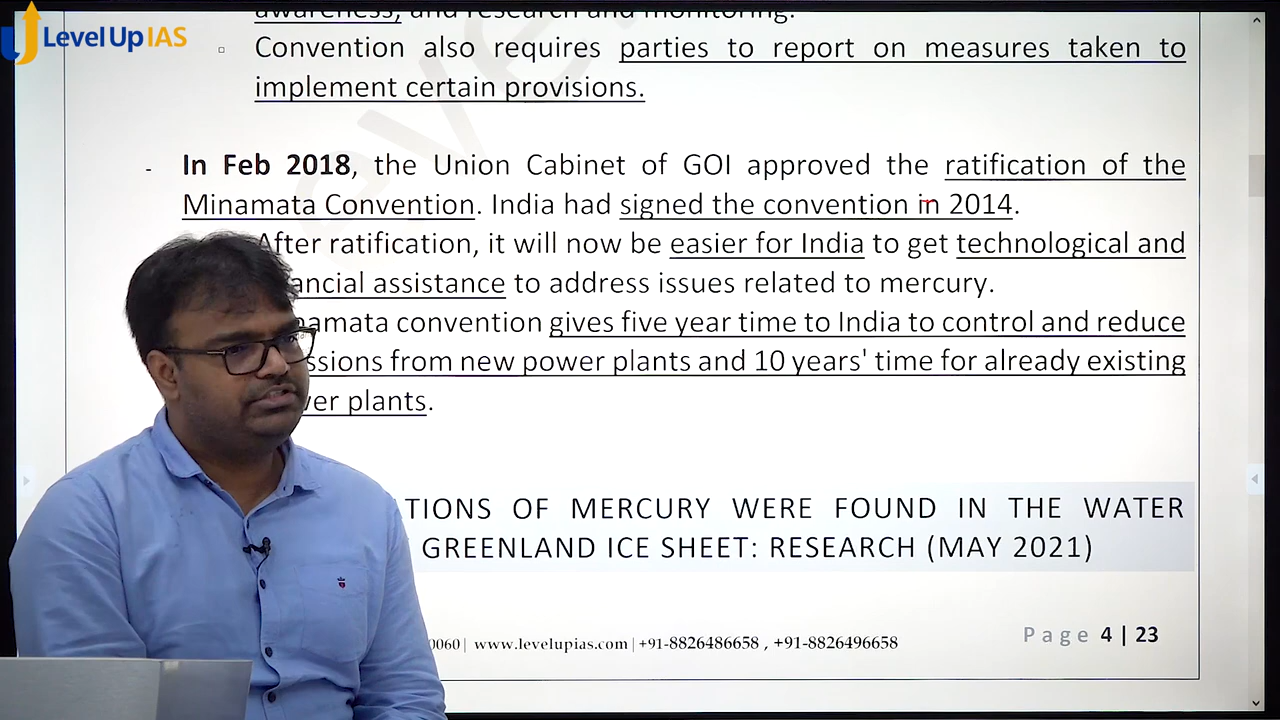 Level Up IAS
awareness, and research and monitoring.
Convention also requires parties to report on measures taken to
implement certain provisions.
- In Feb 2018, the Union Cabinet of GOI approved the ratification of the
Minamata Convention. India had signed the convention in 2014.
After ratification, it will now be easier for India to get technological and
ancial assistance to address issues related to mercury.
namata convention gives five year time to India to control and reduce
ssions from new power plants and 10 years' time for already existing
wer plants.
TIONS OF MERCURY WERE FOUND IN THE WATER
GREENLAND ICE SHEET: RESEARCH (MAY 2021)
0060| www.levelupias.com | +91-8826486658 , +91-8826496658
Page 4 | 23